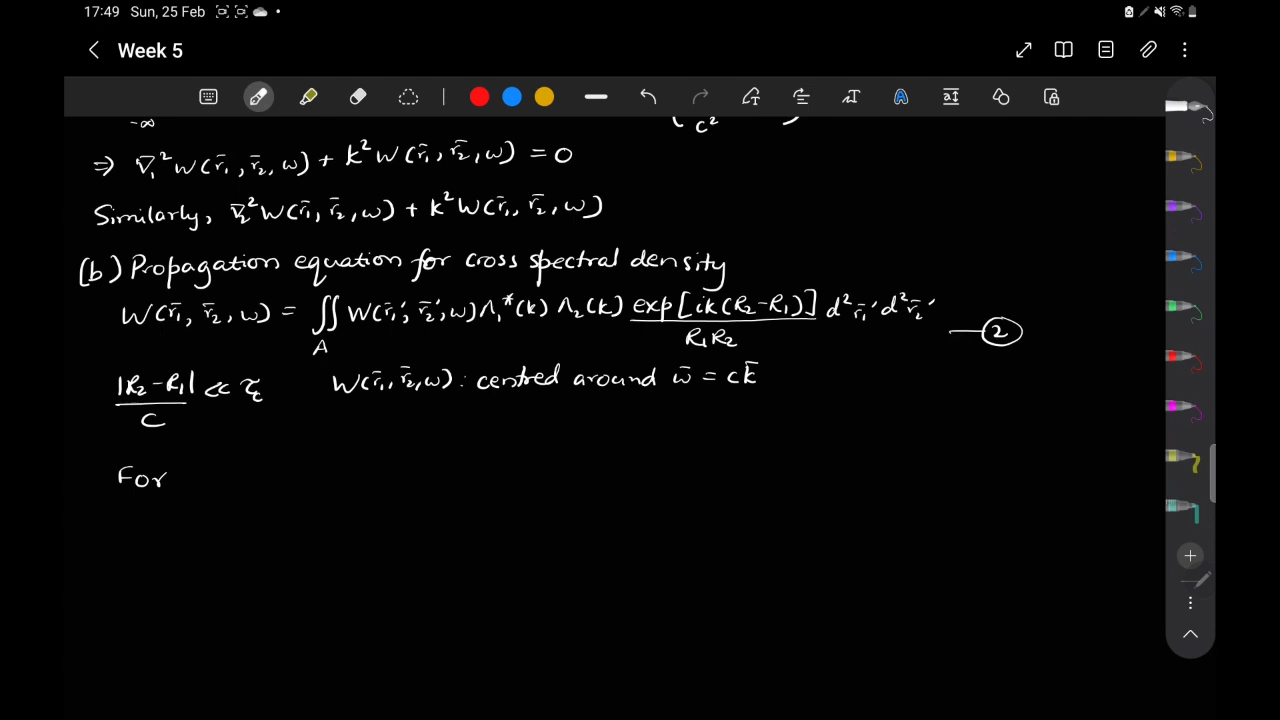 17:49 Sun, 25 Feb
Week 5
-∞
c²
⇒ ∇₁²W(r̄₁, r̄₂, ω) + k²W(r̄₁, r̄₂, ω) = 0
Similarly, ∇₂²W(r̄₁, r̄₂, ω) + k²W(r̄₁, r̄₂, ω)
(b) Propagation equation for cross spectral density
W(r̄₁, r̄₂, ω) = ∬_A W(r̄₁', r̄₂', ω) Λ₁*(k) Λ₂(k) exp[ik(R₂-R₁)]/R₁R₂ d²r̄₁' d²r̄₂' — ②
|R₂-R₁|/c << τ_c W(r̄₁, r̄₂, ω): centred around ω̄ = ck̄
For